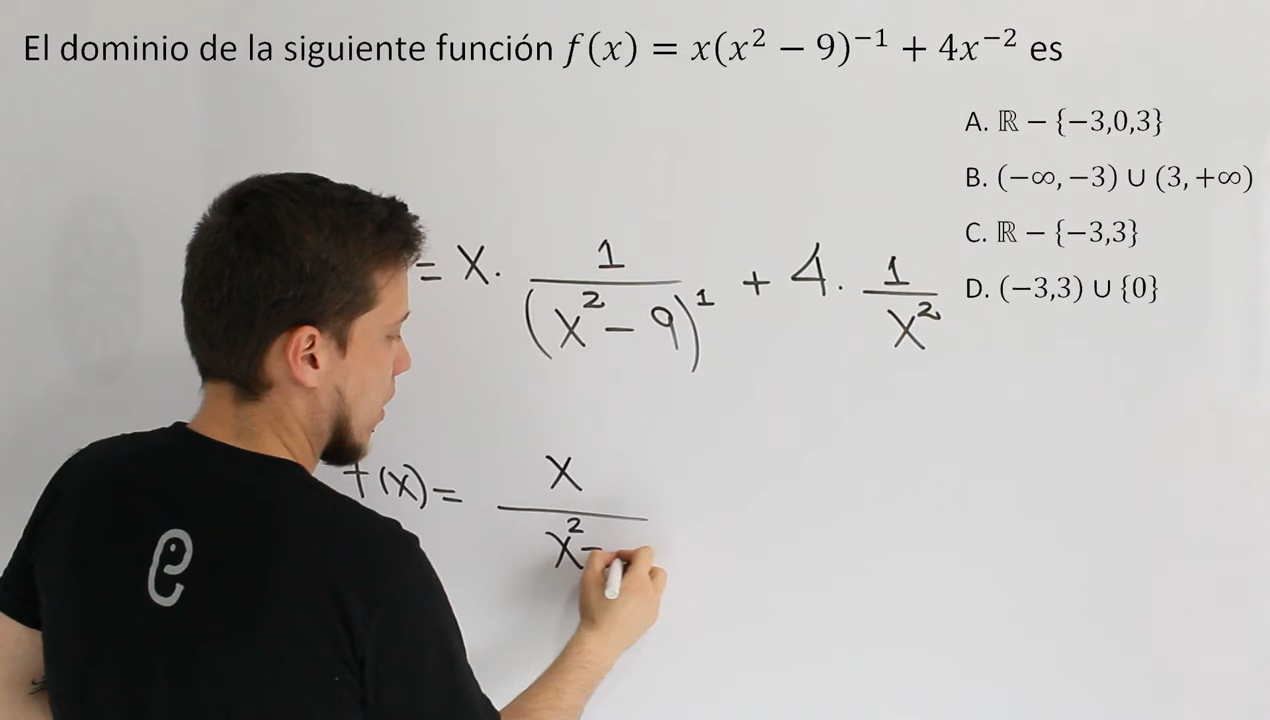 El dominio de la siguiente función f(x) = x(x² − 9)⁻¹ + 4x⁻² es
A. ℝ − {−3,0,3}
B. (−∞, −3) ∪ (3, +∞)
C. ℝ − {−3,3}
D. (−3,3) ∪ {0}
= x · 1/(x² − 9)¹ + 4 · 1/x²
f(x) = x/x² −
e